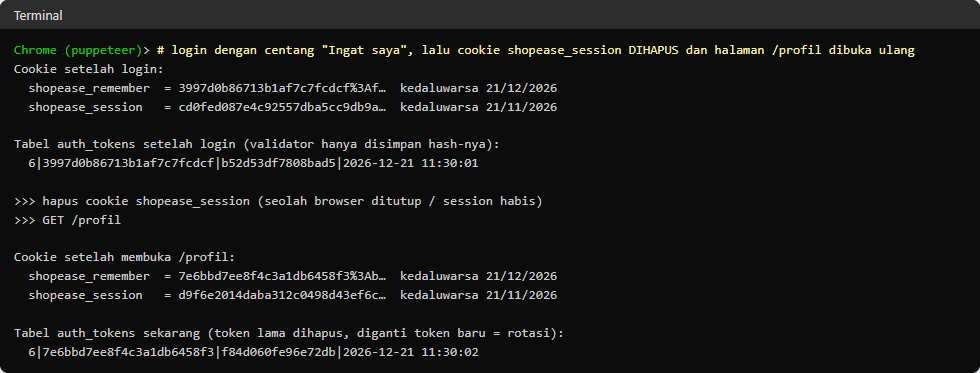 Terminal
Chrome (puppeteer)> # login dengan centang "Ingat saya", lalu cookie shopease_session DIHAPUS dan halaman /profil dibuka ulang
Cookie setelah login:
shopease_remember = 3997d0b86713b1af7c7fcdcf%3Af… kedaluwarsa 21/12/2026
shopease_session = cd0fed087e4c92557dba5cc9db9a… kedaluwarsa 21/11/2026
Tabel auth_tokens setelah login (validator hanya disimpan hash-nya):
6|3997d0b86713b1af7c7fcdcf|b52d53df7808bad5|2026-12-21 11:30:01
>>> hapus cookie shopease_session (seolah browser ditutup / session habis)
>>> GET /profil
Cookie setelah membuka /profil:
shopease_remember = 7e6bbd7ee8f4c3a1db6458f3%3Ab… kedaluwarsa 21/12/2026
shopease_session = d9f6e2014daba312c0498d43ef6c… kedaluwarsa 21/11/2026
Tabel auth_tokens sekarang (token lama dihapus, diganti token baru = rotasi):
6|7e6bbd7ee8f4c3a1db6458f3|f84d060fe96e72db|2026-12-21 11:30:02